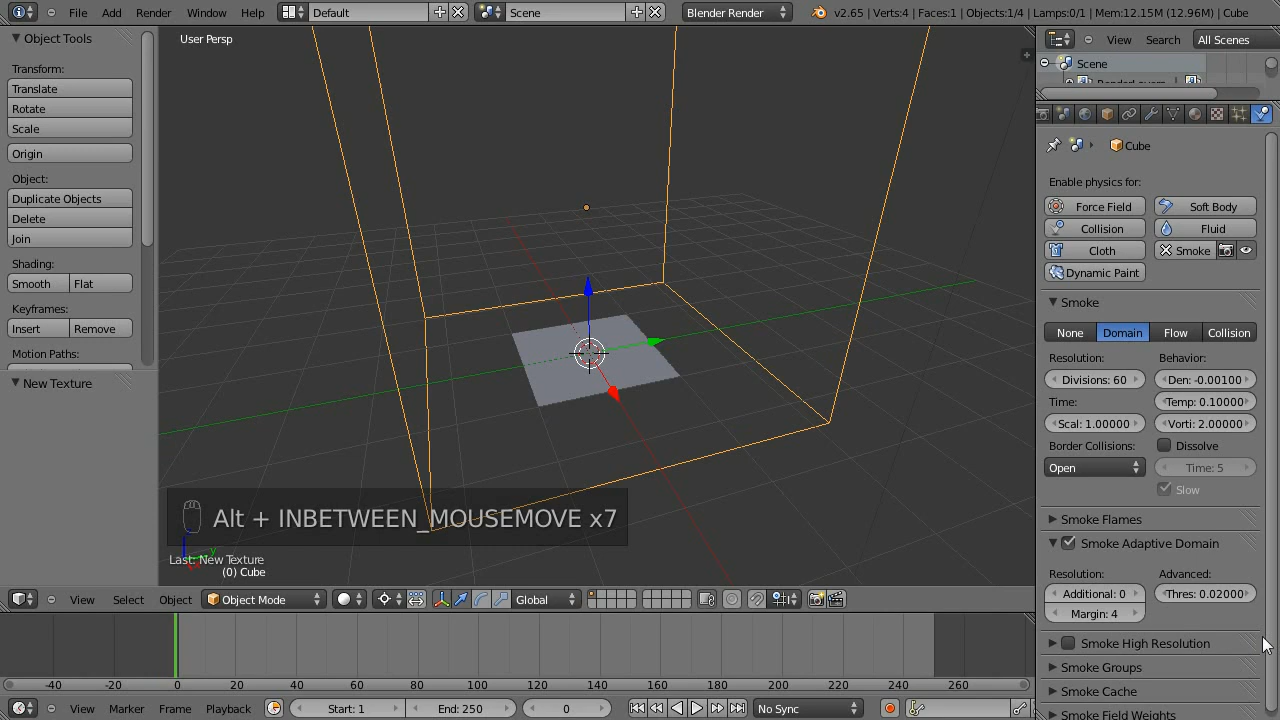 File Add Render Window Help Default Scene Blender Render v2.65 | Verts:4 | Faces:1 | Objects:1/4 | Lamps:0/1 | Mem:12.15M (12.96M) | Cube
Object Tools
Transform:
Translate
Rotate
Scale
Origin
Object:
Duplicate Objects
Delete
Join
Shading:
Smooth Flat
Keyframes:
Insert Remove
Motion Paths:
New Texture
User Persp
Alt + INBETWEEN_MOUSEMOVE x7
Last: New Texture
(0) Cube
View Select Object Object Mode Global
-40 -20 0 20 40 60 80 100 120 140 160 180 200 220 240 260
View Marker Frame Playback Start: 1 End: 250 0 No Sync
View Search All Scenes
Scene
Cube
Enable physics for:
Force Field Soft Body
Collision Fluid
Cloth Smoke
Dynamic Paint
Smoke
None Domain Flow Collision
Resolution: Behavior:
Divisions: 60 Den: -0.00100
Time: Temp: 0.10000
Scal: 1.00000 Vorti: 2.00000
Border Collisions: Dissolve
Open Time: 5
Slow
Smoke Flames
Smoke Adaptive Domain
Resolution: Advanced:
Additional: 0 Thres: 0.02000
Margin: 4
Smoke High Resolution
Smoke Groups
Smoke Cache
Smoke Field Weights